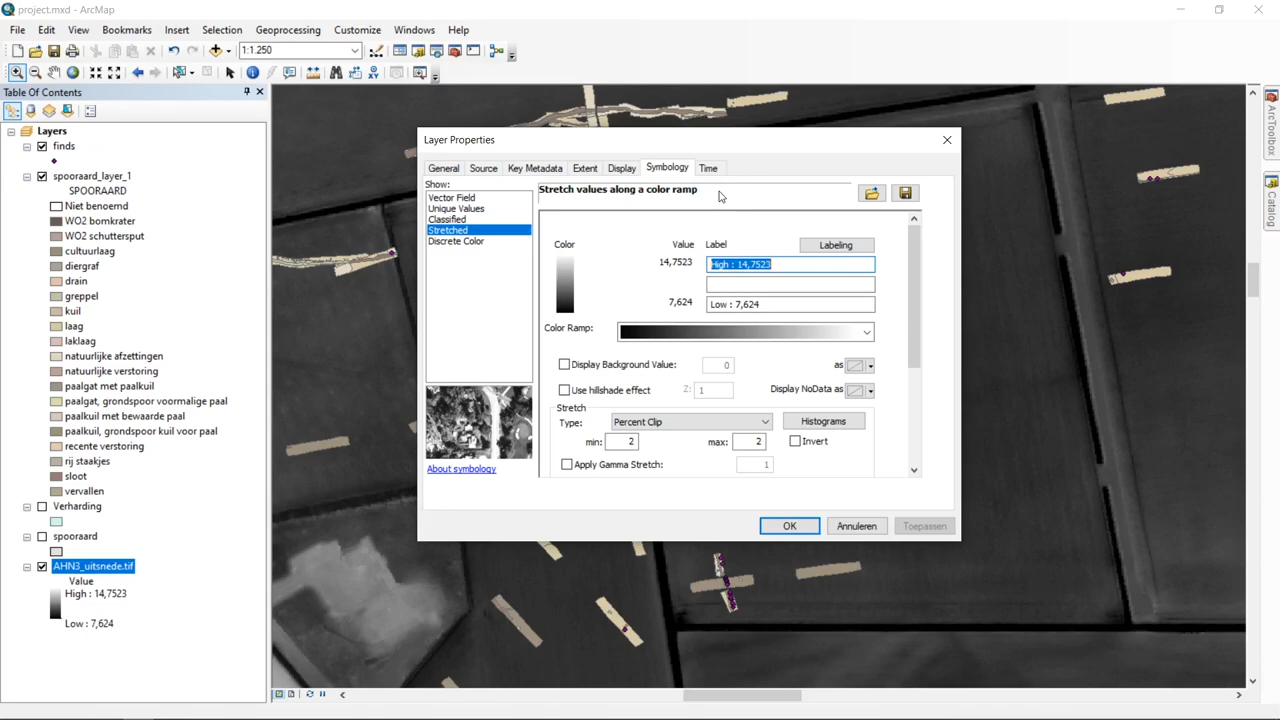 project.mxd - ArcMap
File Edit View Bookmarks Insert Selection Geoprocessing Customize Windows Help
1:1.250
Table Of Contents
Layers
finds
spooraard_layer_1
SPOORAARD
Niet benoemd
WO2 bomkrater
WO2 schuttersput
cultuurlaag
diergraf
drain
greppel
kuil
laag
laklaag
natuurlijke afzettingen
natuurlijke verstoring
paalgat met paalkuil
paalgat, grondspoor voormalige paal
paalkuil met bewaarde paal
paalkuil, grondspoor kuil voor paal
recente verstoring
rij staakjes
sloot
vervallen
Verharding
spooraard
AHN3_uitsnede.tif
Value
High : 14,7523
Low : 7,624
Layer Properties
General Source Key Metadata Extent Display Symbology Time
Show:
Vector Field
Unique Values
Classified
Stretched
Discrete Color
About symbology
Stretch values along a color ramp
Color Value Label Labeling
14,7523 High : 14,7523
7,624 Low : 7,624
Color Ramp:
Display Background Value: 0 as
Use hillshade effect Z: 1 Display NoData as
Stretch
Type: Percent Clip Histograms
min: 2 max: 2 Invert
Apply Gamma Stretch: 1
OK Annuleren Toepassen
ArcToolbox
Catalog